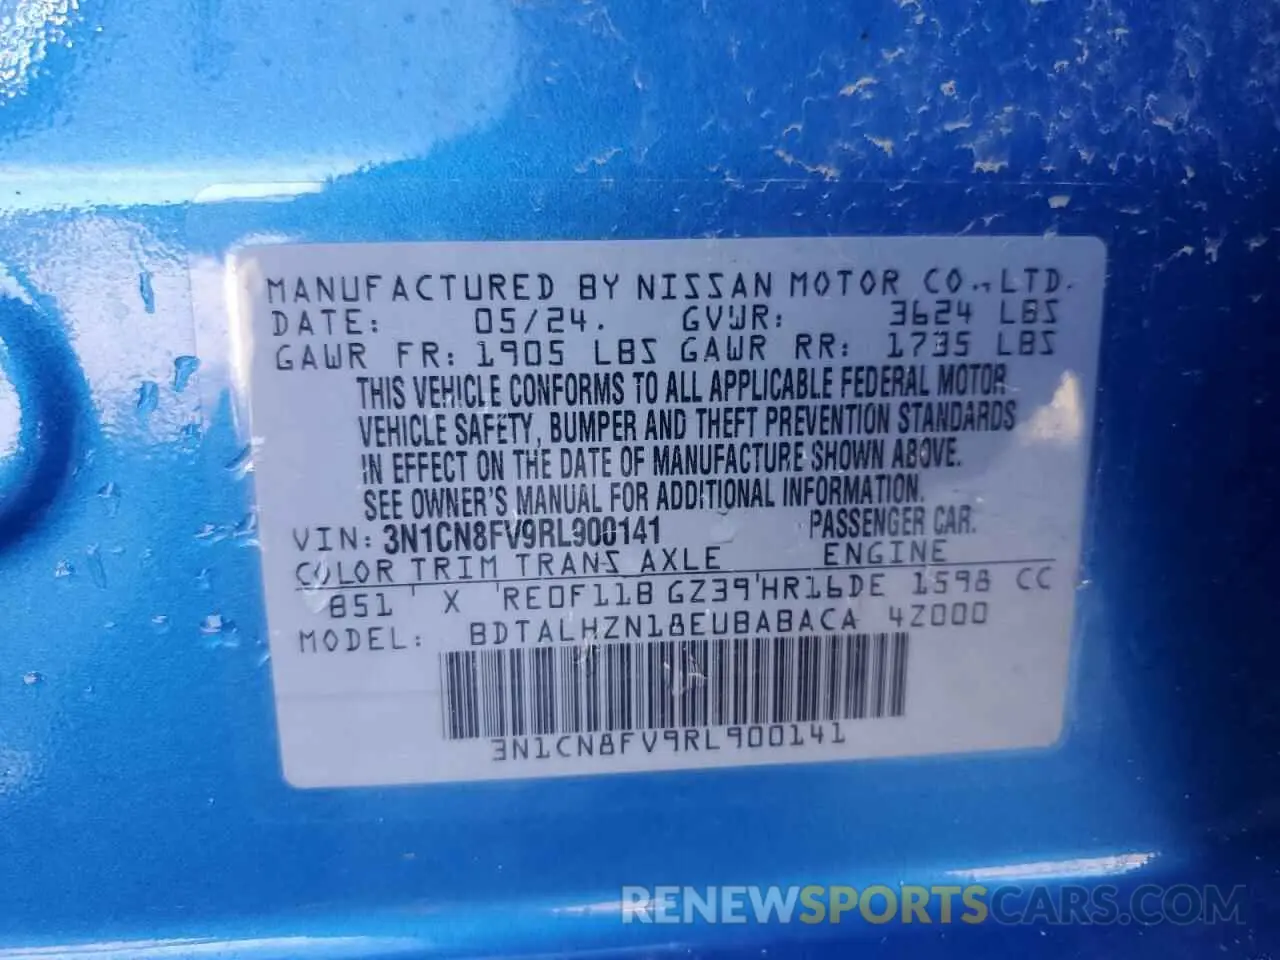 MANUFACTURED BY NISSAN MOTOR CO., LTD.
DATE: 05/24. GVWR: 3624 LBS
GAWR FR: 1905 LBS GAWR RR: 1735 LBS
THIS VEHICLE CONFORMS TO ALL APPLICABLE FEDERAL MOTOR
VEHICLE SAFETY, BUMPER AND THEFT PREVENTION STANDARDS
IN EFFECT ON THE DATE OF MANUFACTURE SHOWN ABOVE.
SEE OWNER'S MANUAL FOR ADDITIONAL INFORMATION.
VIN: 3N1CN8FV9RL900141 PASSENGER CAR.
COLOR TRIM TRANS AXLE ENGINE
851 ' X ' RE0F11B GZ39 ' HR16DE 1598 CC
MODEL: BDTALHZN18EUBABACA 4Z000
3N1CN8FV9RL900141
RENEWSPORTSCARS.COM